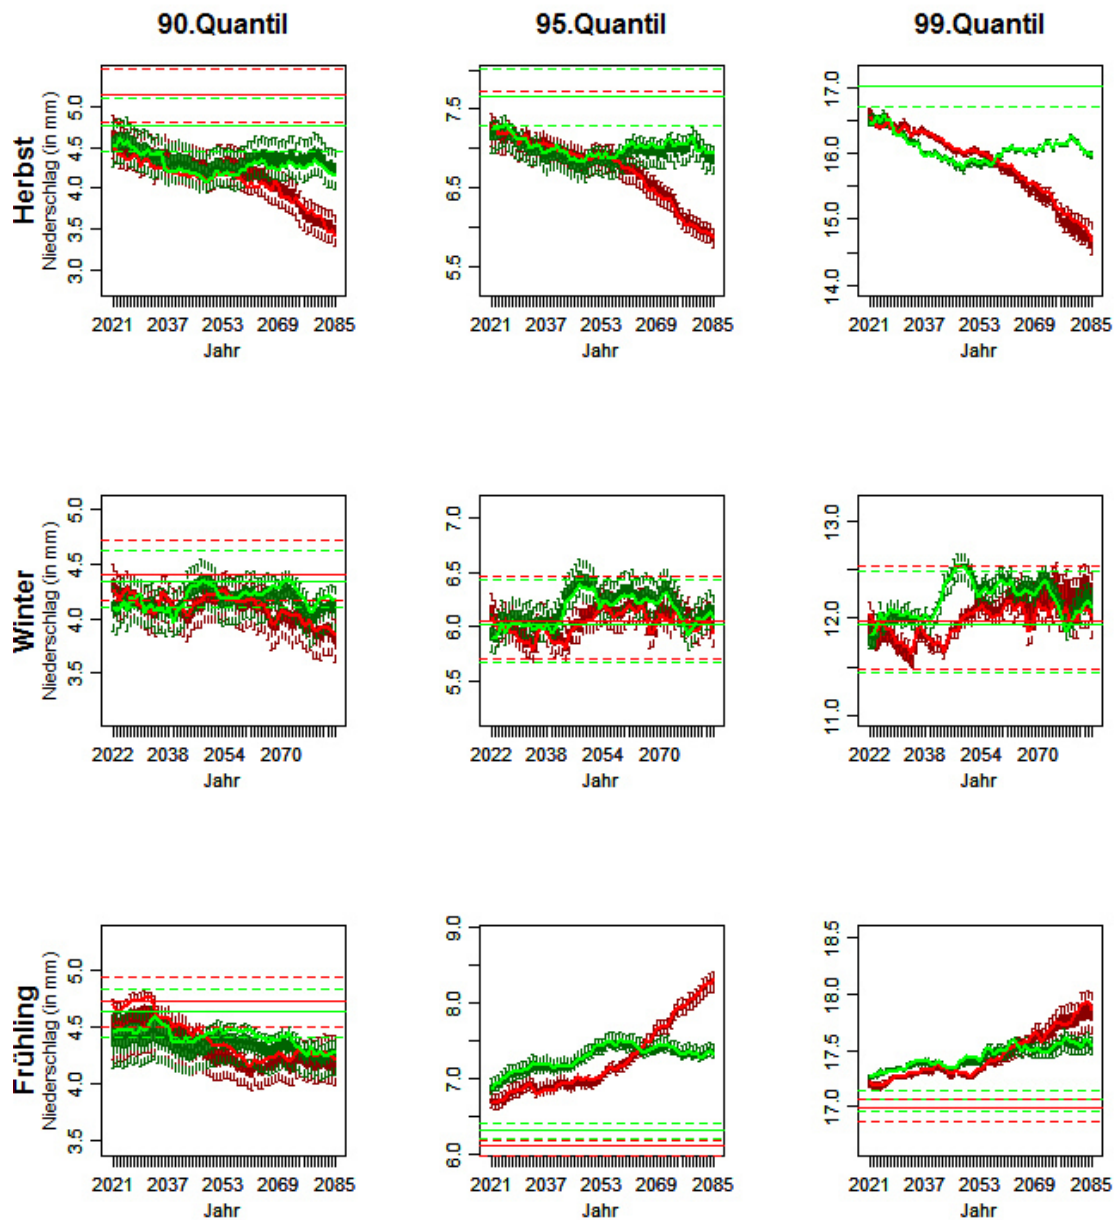 90.Quantil 95.Quantil 99.Quantil
Herbst
Niederschlag (in mm)
3.0 3.5 4.0 4.5 5.0
5.5 6.5 7.5
14.0 15.0 16.0 17.0
2021 2037 2053 2069 2085
2021 2037 2053 2069 2085
2021 2037 2053 2069 2085
Jahr Jahr Jahr
Winter
Niederschlag (in mm)
3.5 4.0 4.5 5.0
5.5 6.0 6.5 7.0
11.0 12.0 13.0
2022 2038 2054 2070
2022 2038 2054 2070
2022 2038 2054 2070
Jahr Jahr Jahr
Frühling
Niederschlag (in mm)
3.5 4.0 4.5 5.0
6.0 7.0 8.0 9.0
17.0 17.5 18.0 18.5
2021 2037 2053 2069 2085
2021 2037 2053 2069 2085
2021 2037 2053 2069 2085
Jahr Jahr Jahr